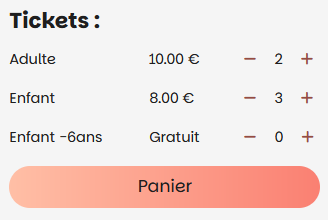 Tickets :
Adulte 10.00 € − 2 +
Enfant 8.00 € − 3 +
Enfant -6ans Gratuit − 0 +
Panier